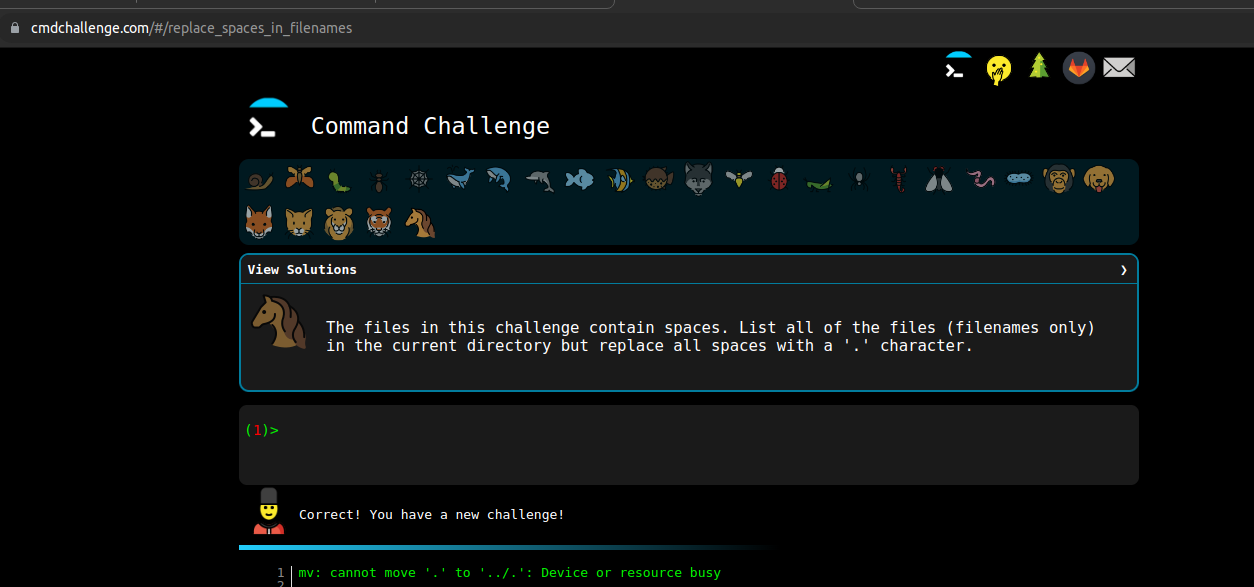 cmdchallenge.com/#/replace_spaces_in_filenames
Command Challenge
View Solutions ❯
The files in this challenge contain spaces. List all of the files (filenames only)
in the current directory but replace all spaces with a '.' character.
(1)>
Correct! You have a new challenge!
1 mv: cannot move '.' to '../.': Device or resource busy
2